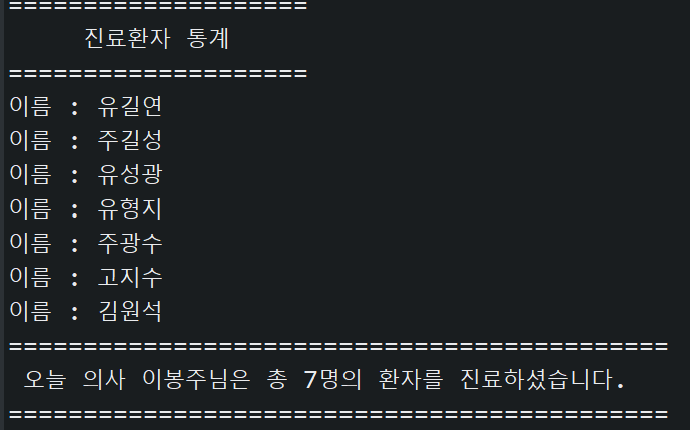 ====================
진료환자 통계
====================
이름 : 유길연
이름 : 주길성
이름 : 유성광
이름 : 유형지
이름 : 주광수
이름 : 고지수
이름 : 김원석
============================================
오늘 의사 이봉주님은 총 7명의 환자를 진료하셨습니다.
============================================